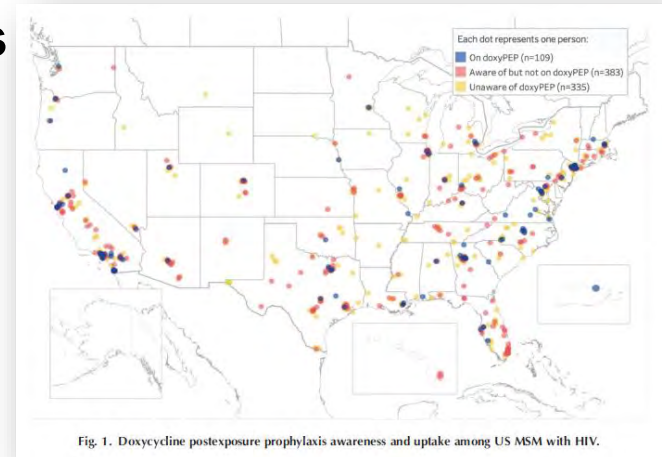 s
Each dot represents one person:
On doxyPEP (n=109)
Aware of but not on doxyPEP (n=383)
Unaware of doxyPEP (n=335)
Fig. 1. Doxycycline postexposure prophylaxis awareness and uptake among US MSM with HIV.